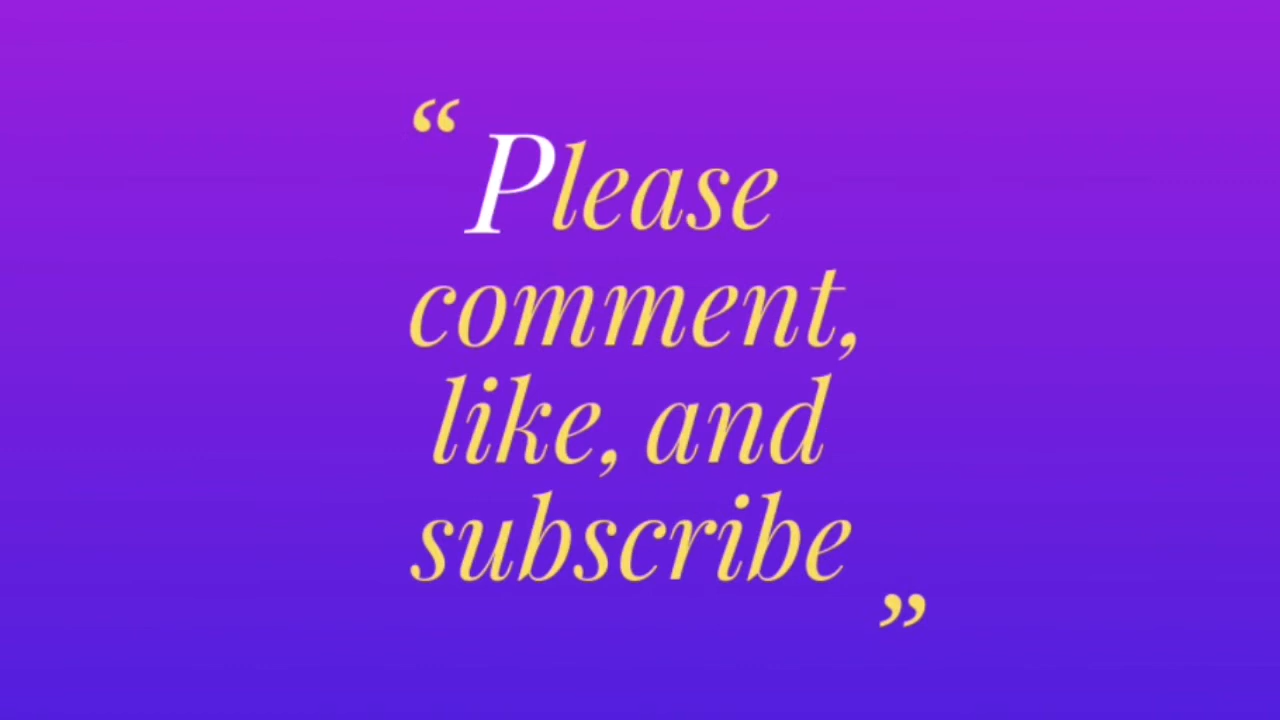 “Please
comment,
like, and
subscribe”